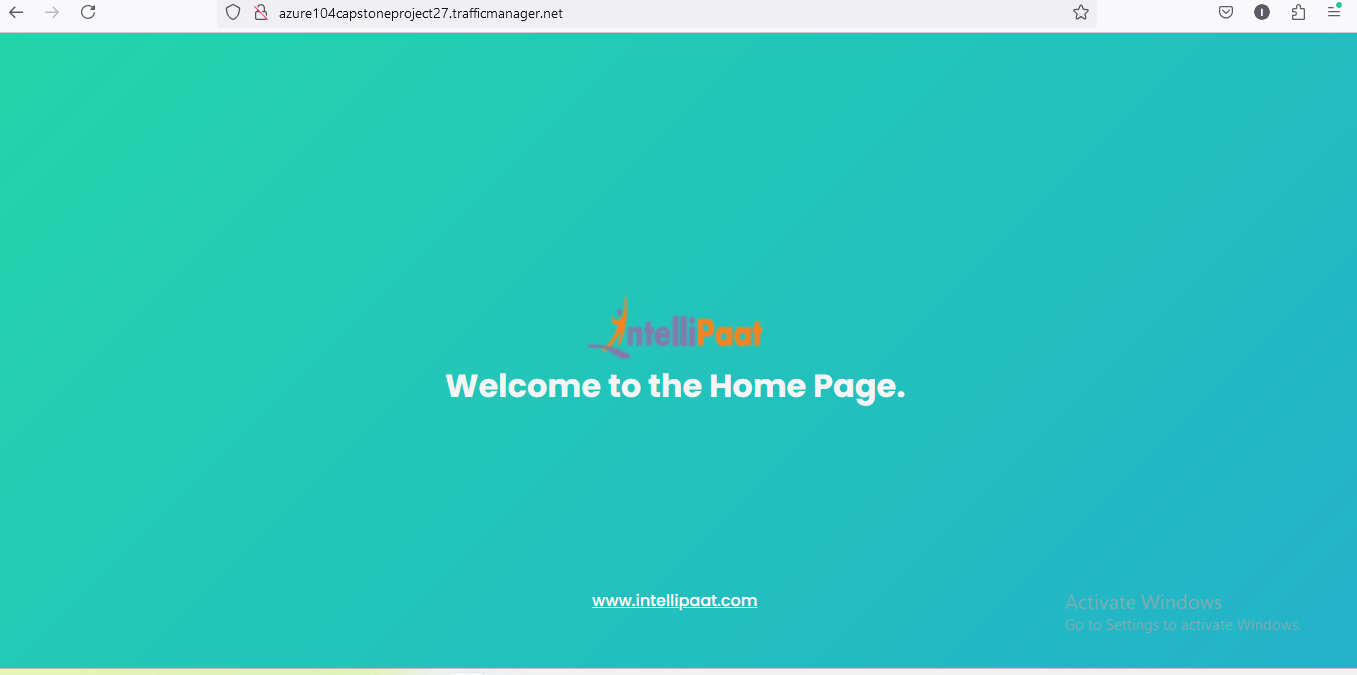 azure104capstoneproject27.trafficmanager.net
IntelliPaat
Welcome to the Home Page.
www.intellipaat.com
Activate Windows
Go to Settings to activate Windows.